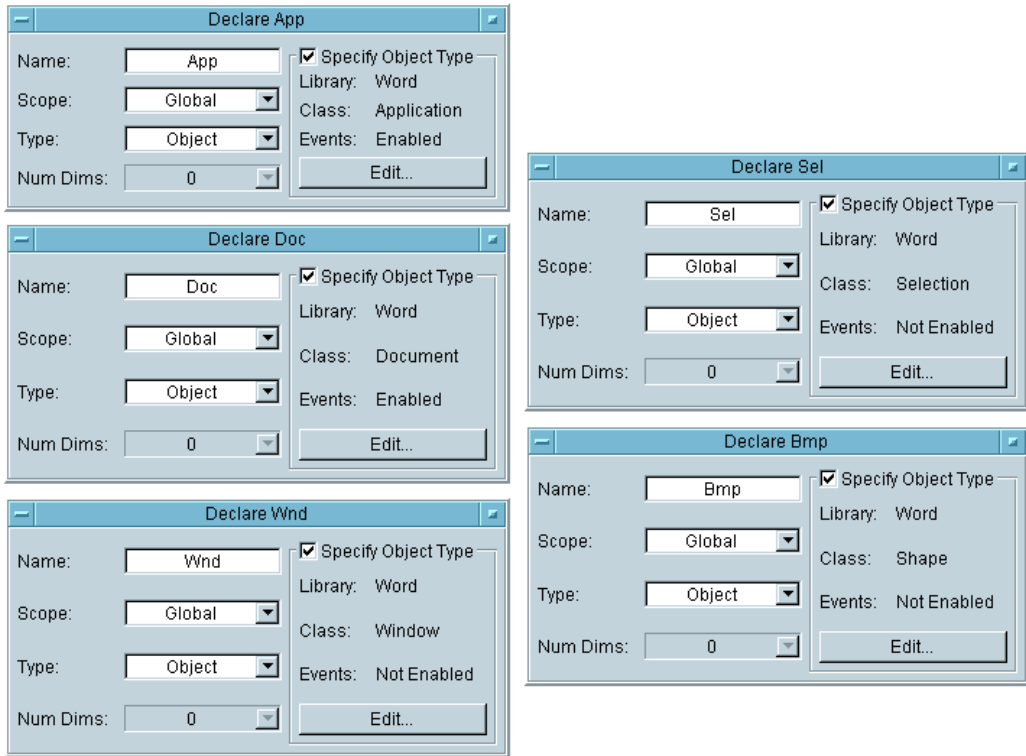 Declare App
Name: App
Scope: Global
Type: Object
Num Dims: 0
Specify Object Type
Library: Word
Class: Application
Events: Enabled
Edit...
Declare Doc
Name: Doc
Scope: Global
Type: Object
Num Dims: 0
Specify Object Type
Library: Word
Class: Document
Events: Enabled
Edit...
Declare Wnd
Name: Wnd
Scope: Global
Type: Object
Num Dims: 0
Specify Object Type
Library: Word
Class: Window
Events: Not Enabled
Edit...
Declare Sel
Name: Sel
Scope: Global
Type: Object
Num Dims: 0
Specify Object Type
Library: Word
Class: Selection
Events: Not Enabled
Edit...
Declare Bmp
Name: Bmp
Scope: Global
Type: Object
Num Dims: 0
Specify Object Type
Library: Word
Class: Shape
Events: Not Enabled
Edit...